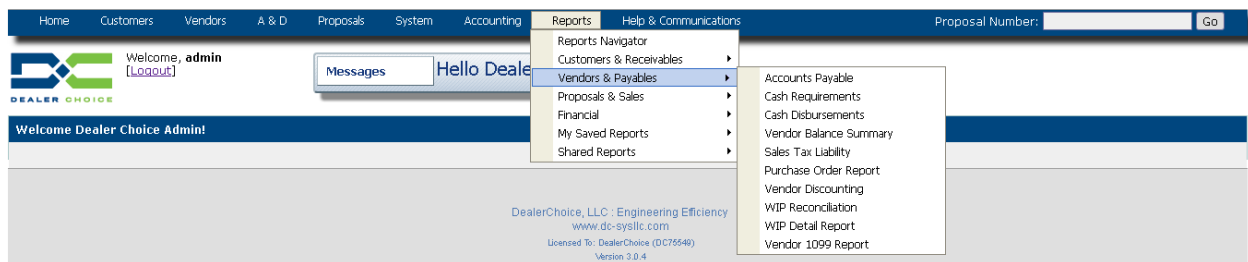 Home Customers Vendors A & D Proposals System Accounting Reports Help & Communications Proposal Number: Go
Welcome, admin
[Logout]
DEALER CHOICE
Messages
Hello Deale
Reports Navigator
Customers & Receivables
Vendors & Payables
Proposals & Sales
Financial
My Saved Reports
Shared Reports
Accounts Payable
Cash Requirements
Cash Disbursements
Vendor Balance Summary
Sales Tax Liability
Purchase Order Report
Vendor Discounting
WIP Reconciliation
WIP Detail Report
Vendor 1099 Report
Welcome Dealer Choice Admin!
DealerChoice, LLC : Engineering Efficiency
www.dc-sysllc.com
Licensed To: DealerChoice (DC75549)
Version 3.0.4